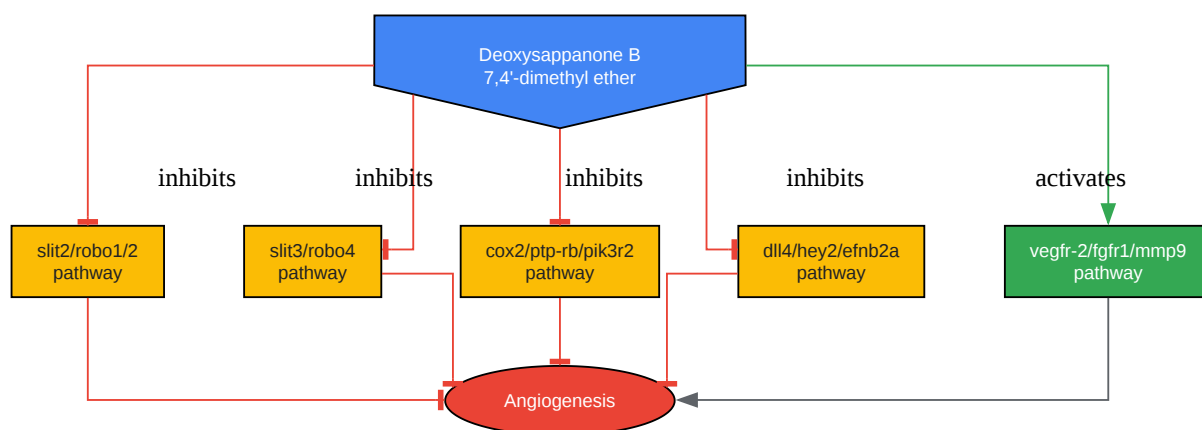 Deoxysappanone B
7,4'-dimethyl ether
inhibits
inhibits
inhibits
inhibits
activates
slit2/robo1/2
pathway
slit3/robo4
pathway
cox2/ptp-rb/pik3r2
pathway
dll4/hey2/efnb2a
pathway
vegfr-2/fgfr1/mmp9
pathway
Angiogenesis